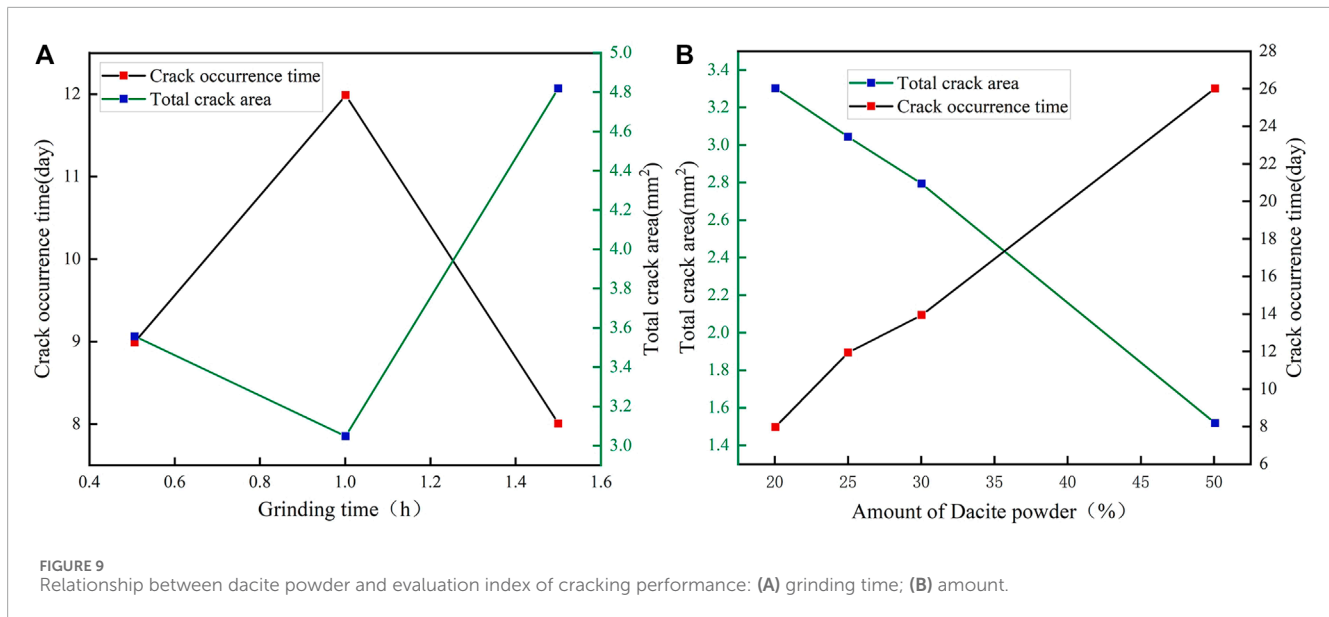 A
Crack occurrence time
Total crack area
Crack occurrence time(day)
12
11
10
9
8
5.0
4.8
4.6
4.4
4.2
4.0
3.8
3.6
3.4
3.2
3.0
Total crack area(mm²)
0.4 0.6 0.8 1.0 1.2 1.4 1.6
Grinding time（h）
B
Total crack area
Crack occurrence time
Total crack area(mm²)
3.4
3.2
3.0
2.8
2.6
2.4
2.2
2.0
1.8
1.6
1.4
28
26
24
22
20
18
16
14
12
10
8
6
Crack occurrence time(day)
20 25 30 35 40 45 50
Amount of Dacite powder（%）
FIGURE 9
Relationship between dacite powder and evaluation index of cracking performance: (A) grinding time; (B) amount.